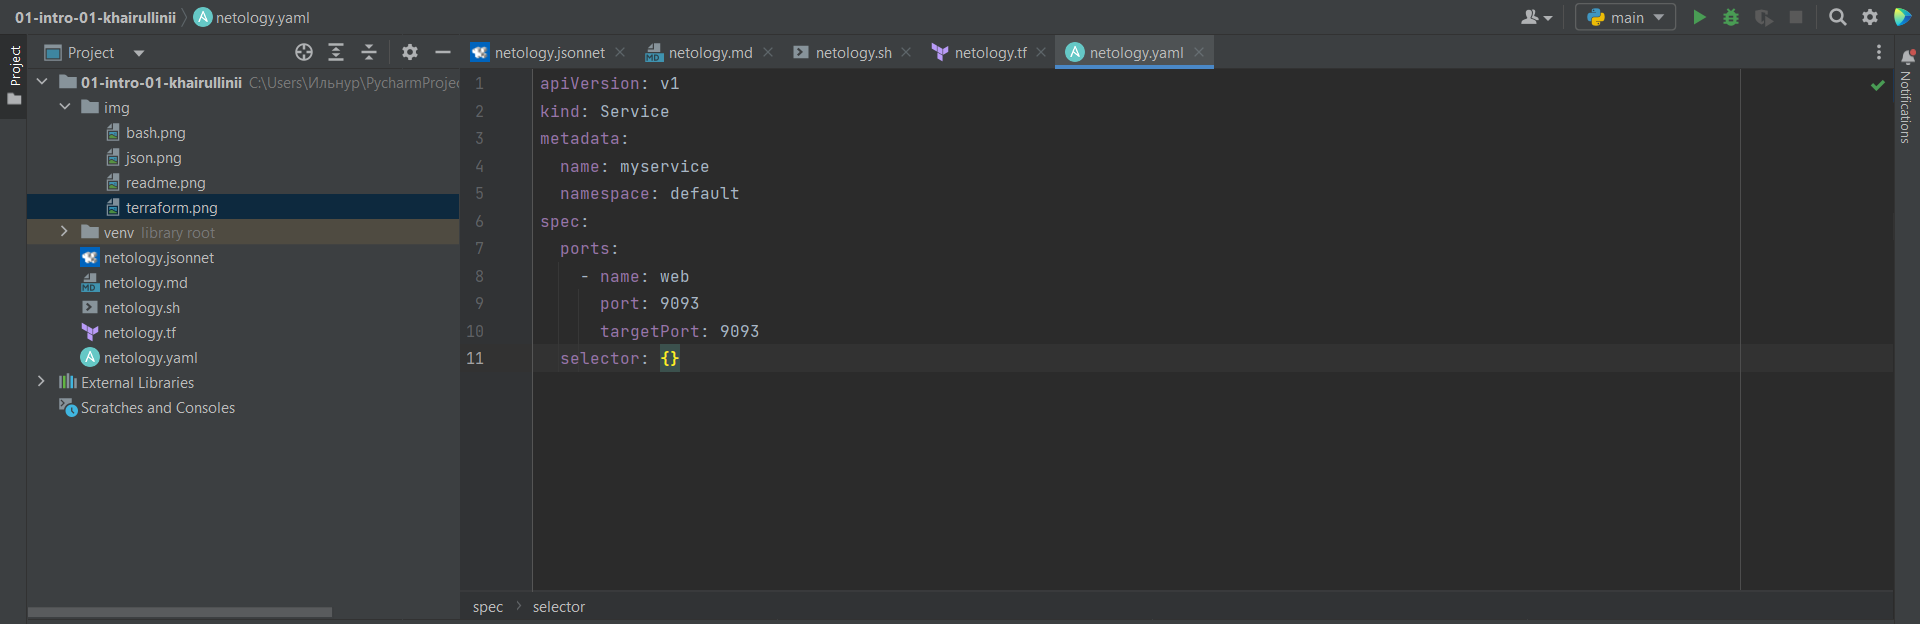 01-intro-01-khairullinii netology.yaml
main
Project
Project
netology.jsonnet
netology.md
netology.sh
netology.tf
netology.yaml
01-intro-01-khairullinii C:\Users\Ильнур\PycharmProjec
img
bash.png
json.png
readme.png
terraform.png
venv library root
netology.jsonnet
netology.md
netology.sh
netology.tf
netology.yaml
External Libraries
Scratches and Consoles
1 apiVersion: v1
2 kind: Service
3 metadata:
4   name: myservice
5   namespace: default
6 spec:
7   ports:
8     - name: web
9       port: 9093
10       targetPort: 9093
11   selector: {}
spec selector
Notifications